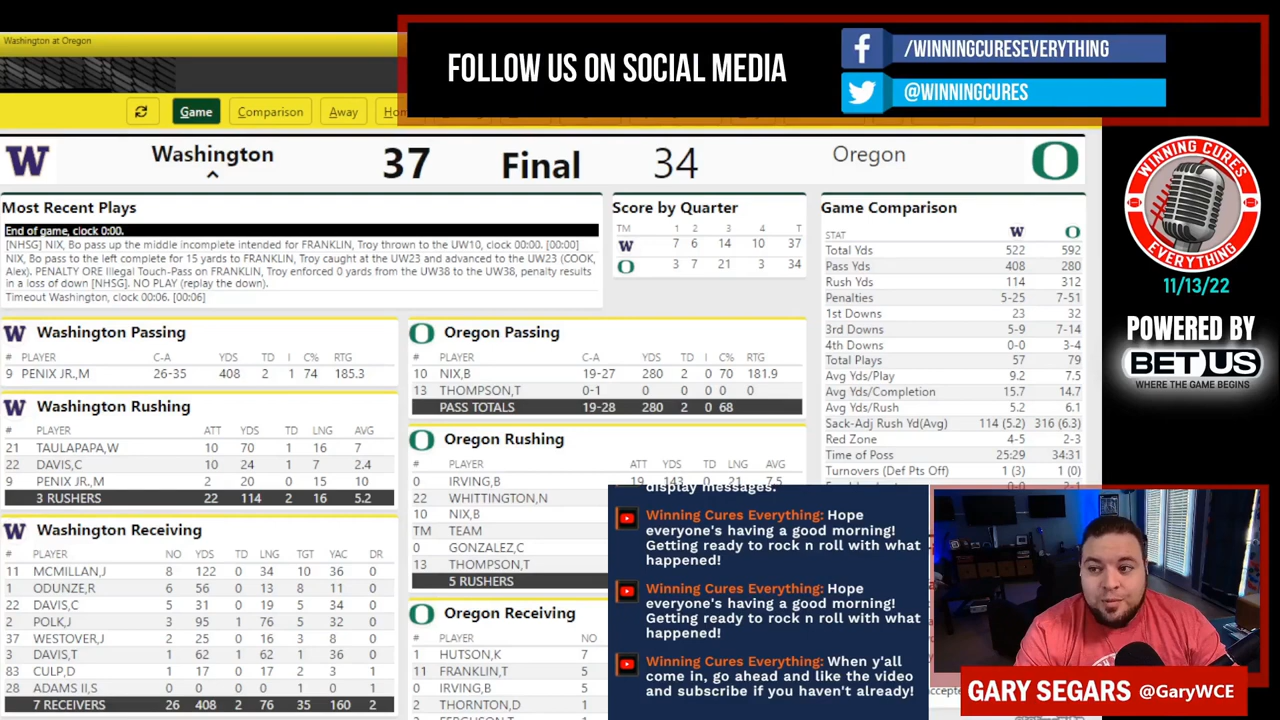 Washington at Oregon
FOLLOW US ON SOCIAL MEDIA
f /WINNINGCURESEVERYTHING
@WINNINGCURES
Game Comparison Away
W Washington 37 Final 34 Oregon O
Most Recent Plays
End of game, clock 0:00.
[NHSG] NIX, Bo pass up the middle incomplete intended for FRANKLIN, Troy thrown to the UW10, clock 00:00. [00:00]
NIX, Bo pass to the left complete for 15 yards to FRANKLIN, Troy caught at the UW23 and advanced to the UW23 (COOK,
Alex). PENALTY ORE Illegal Touch-Pass on FRANKLIN, Troy enforced 0 yards from the UW38 to the UW38, penalty results
in a loss of down [NHSG]. NO PLAY (replay the down).
Timeout Washington, clock 00:06. [00:06]
Score by Quarter
TM 1 2 3 4 T
W 7 6 14 10 37
O 3 7 21 3 34
Game Comparison
STAT W O
Total Yds 522 592
Pass Yds 408 280
Rush Yds 114 312
Penalties 5-25 7-51
1st Downs 23 32
3rd Downs 5-9 7-14
4th Downs 0-0 3-4
Total Plays 57 79
Avg Yds/Play 9.2 7.5
Avg Yds/Completion 15.7 14.7
Avg Yds/Rush 5.2 6.1
Sack-Adj Rush Yd(Avg) 114 (5.2) 316 (6.3)
Red Zone 4-5 2-3
Time of Poss 25:29 34:31
Turnovers (Def Pts Off) 1 (3) 1 (0)
W Washington Passing
# PLAYER C-A YDS TD I C% RTG
9 PENIX JR.,M 26-35 408 2 1 74 185.3
W Washington Rushing
# PLAYER ATT YDS TD LNG AVG
21 TAULAPAPA,W 10 70 1 16 7
22 DAVIS,C 10 24 1 7 2.4
9 PENIX JR.,M 2 20 0 15 10
3 RUSHERS 22 114 2 16 5.2
W Washington Receiving
# PLAYER NO YDS TD LNG TGT YAC DR
11 MCMILLAN,J 8 122 0 34 10 36 0
1 ODUNZE,R 6 56 0 13 8 11 0
22 DAVIS,C 5 31 0 19 5 34 0
2 POLK,J 3 95 1 76 5 32 0
37 WESTOVER,J 2 25 0 16 3 8 0
3 DAVIS,T 1 62 1 62 1 36 0
83 CULP,D 1 17 0 17 2 3 1
28 ADAMS II,S 0 0 0 0 1 0 1
7 RECEIVERS 26 408 2 76 35 160 2
O Oregon Passing
# PLAYER C-A YDS TD I C% RTG
10 NIX,B 19-27 280 2 0 70 181.9
13 THOMPSON,T 0-1 0 0 0 0 0
PASS TOTALS 19-28 280 2 0 68
O Oregon Rushing
# PLAYER ATT YDS TD LNG AVG
0 IRVING,B 19 143 0 21 7.5
22 WHITTINGTON,N
10 NIX,B
TM TEAM
0 GONZALEZ,C
13 THOMPSON,T
5 RUSHERS
O Oregon Receiving
# PLAYER NO
1 HUTSON,K 7
11 FRANKLIN,T 5
0 IRVING,B 5
2 THORNTON,D 1
display messages.
Winning Cures Everything: Hope
everyone's having a good morning!
Getting ready to rock n roll with what
happened!
Winning Cures Everything: Hope
everyone's having a good morning!
Getting ready to rock n roll with what
happened!
Winning Cures Everything: When y'all
come in, go ahead and like the video
and subscribe if you haven't already!
WINNING CURES
EVERYTHING
11/13/22
POWERED BY
BETUS
WHERE THE GAME BEGINS
GARY SEGARS @GaryWCE